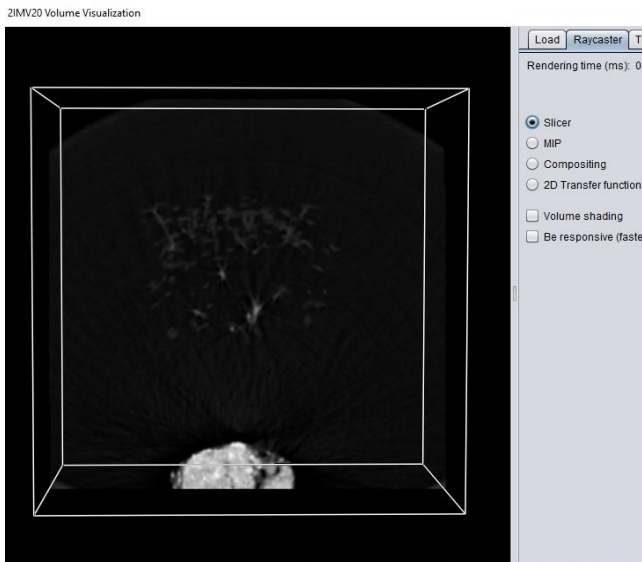 2IMV20 Volume Visualization
Load Raycaster
Rendering time (ms): 0
Slicer
MIP
Compositing
2D Transfer function
Volume shading
Be responsive (faste